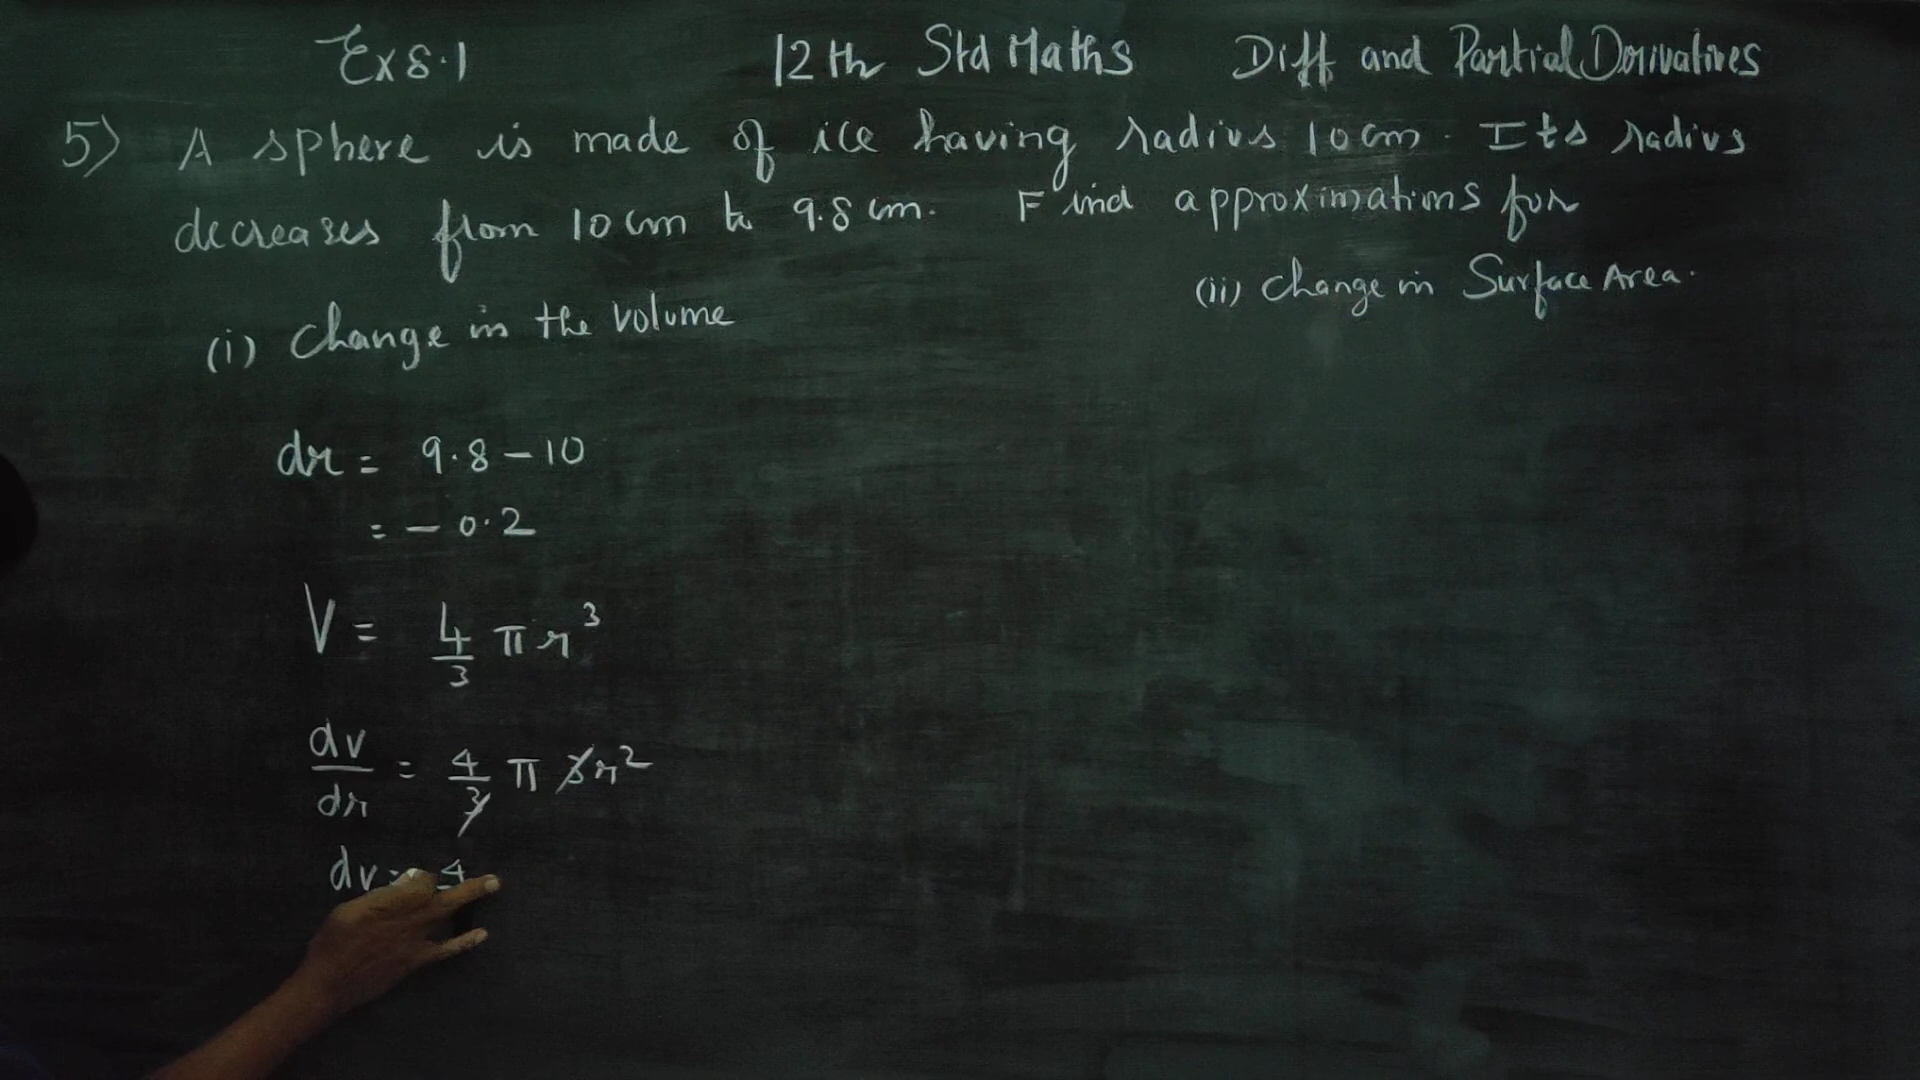 Ex 8.1 12th Std Maths Diff and Partial Derivatives
5) A sphere is made of ice having radius 10 cm. Its radius
decreases from 10 cm to 9.8 cm. Find approximations for
(i) Change in the volume (ii) Change in Surface Area.
dr = 9.8 - 10
= - 0.2
V = 4/3 π r³
dv/dr = 4/3 π 3r²
dv = 4